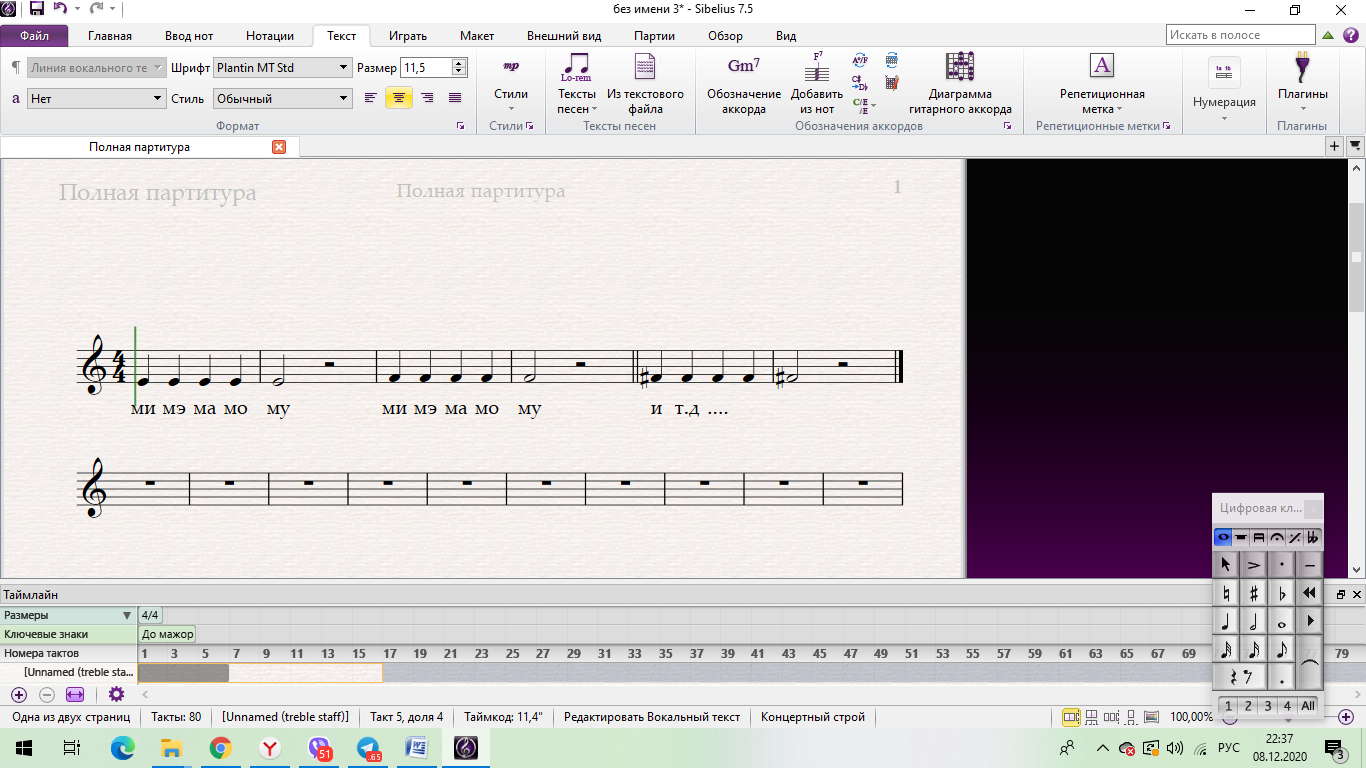 без имени 3* - Sibelius 7.5
Файл Главная Ввод нот Нотации Текст Играть Макет Внешний вид Партии Обзор Вид Искать в полосе
¶ Линия вокального те Шрифт Plantin MT Std Размер 11,5
a Нет Стиль Обычный
mp Стили
Lo-rem Тексты песен
Из текстового файла
Gm7 Обозначение аккорда
F7 Добавить из нот
Диаграмма гитарного аккорда
A Репетиционная метка
Нумерация
Плагины
Формат Стили Тексты песен Обозначения аккордов Репетиционные метки Плагины
Полная партитура
Полная партитура Полная партитура 1
4/4
ми мэ ма мо му ми мэ ма мо му и т.д ....
Цифровая кл...
Таймлайн
Размеры 4/4
Ключевые знаки До мажор
Номера тактов 1 3 5 7 9 11 13 15 17 19 21 23 25 27 29 31 33 35 37 39 41 43 45 47 49 51 53 55 57 59 61 63 65 67 69 79
[Unnamed (treble sta...
1 2 3 4 All
Одна из двух страниц Такты: 80 [Unnamed (treble staff)] Такт 5, доля 4 Таймкод: 11,4" Редактировать Вокальный текст Концертный строй 100,00%
51 .65 РУС 22:37
08.12.2020 3